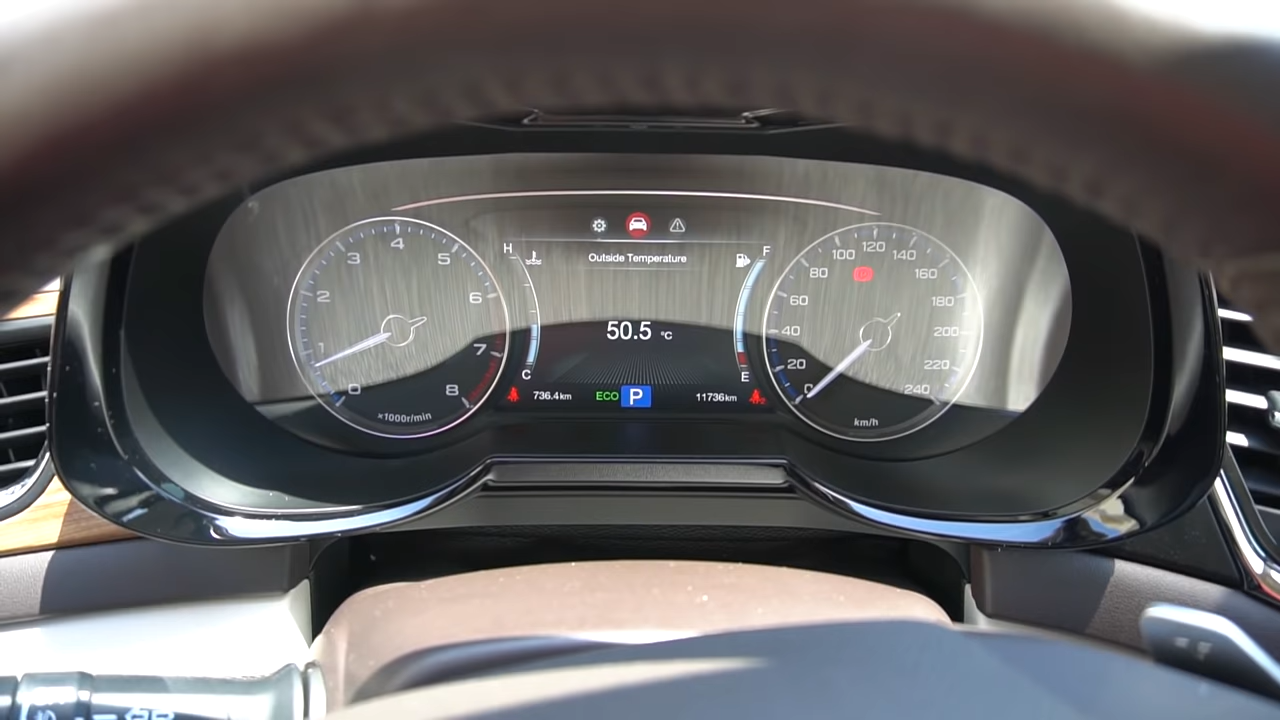 Outside Temperature
50.5 °C
H
C
F
E
736.4km
ECO
P
11736km
0
1
2
3
4
5
6
7
8
×1000r/min
0
20
40
60
80
100
120
140
160
180
200
220
240
km/h